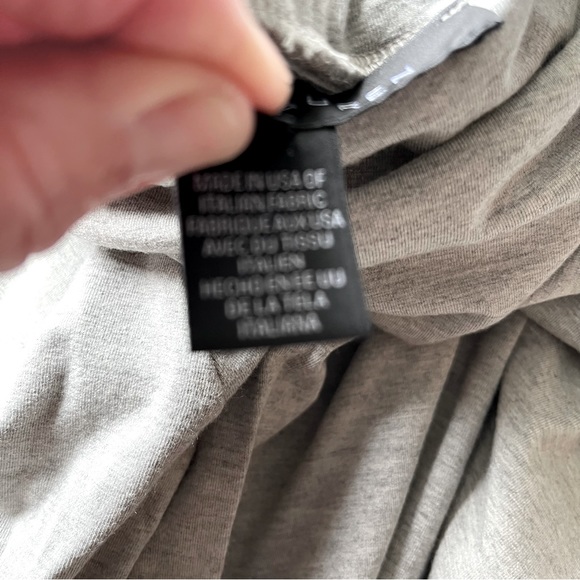 MADE IN USA OF
ITALIAN FABRIC
FABRIQUE AUX USA
AVEC DU TISSU
ITALIEN
HECHO EN EE UU
DE LA TELA
ITALIANA